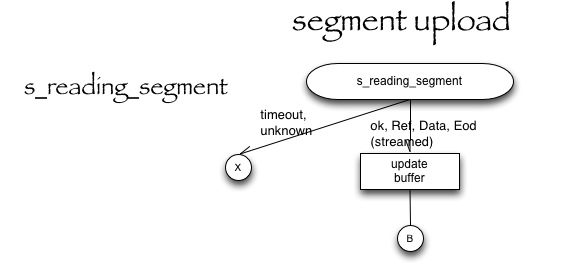 segment upload
s_reading_segment
s_reading_segment
timeout,
unknown
ok, Ref, Data, Eod
(streamed)
X
update
buffer
B